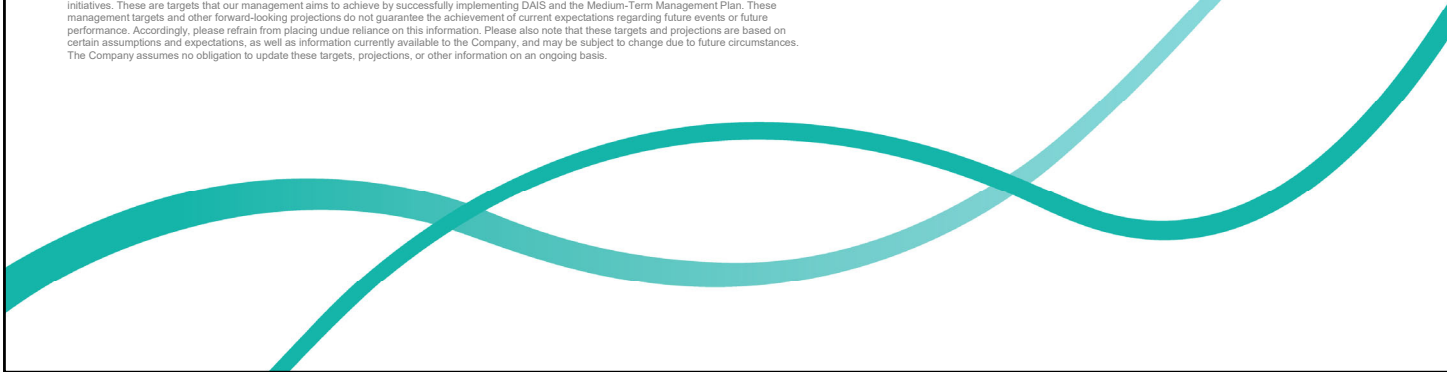 initiatives. These are targets that our management aims to achieve by successfully implementing DAIS and the Medium-Term Management Plan. These
management targets and other forward-looking projections do not guarantee the achievement of current expectations regarding future events or future
performance. Accordingly, please refrain from placing undue reliance on this information. Please also note that these targets and projections are based on
certain assumptions and expectations, as well as information currently available to the Company, and may be subject to change due to future circumstances.
The Company assumes no obligation to update these targets, projections, or other information on an ongoing basis.